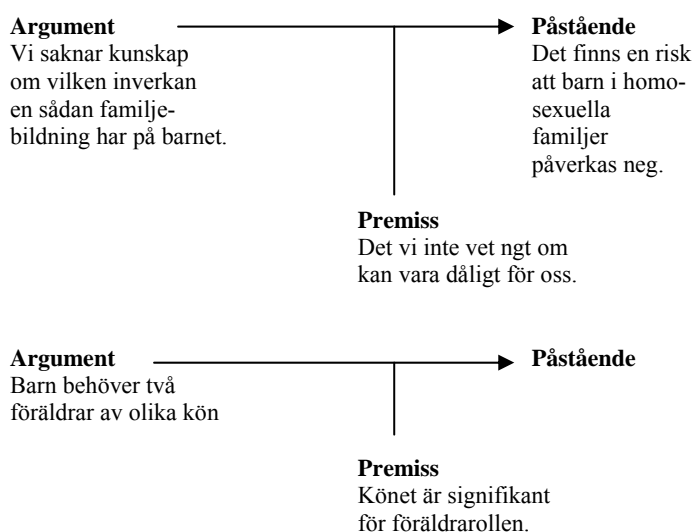 Argument
Vi saknar kunskap
om vilken inverkan
en sådan familje-
bildning har på barnet.
Påstående
Det finns en risk
att barn i homo-
sexuella
familjer
påverkas neg.
Premiss
Det vi inte vet ngt om
kan vara dåligt för oss.
Argument
Barn behöver två
föräldrar av olika kön
Påstående
Premiss
Könet är signifikant
för föräldrarollen.